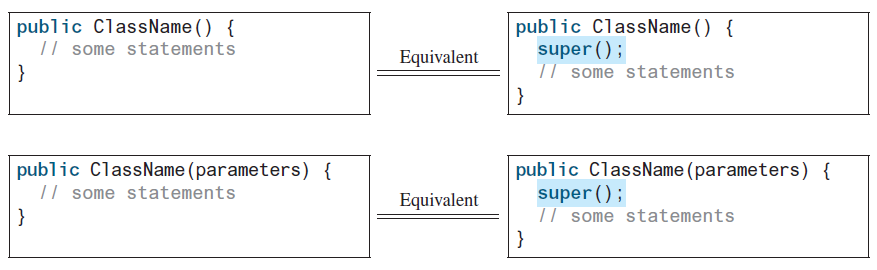 public ClassName() {
// some statements
}
Equivalent
public ClassName() {
super();
// some statements
}
public ClassName(parameters) {
// some statements
}
Equivalent
public ClassName(parameters) {
super();
// some statements
}